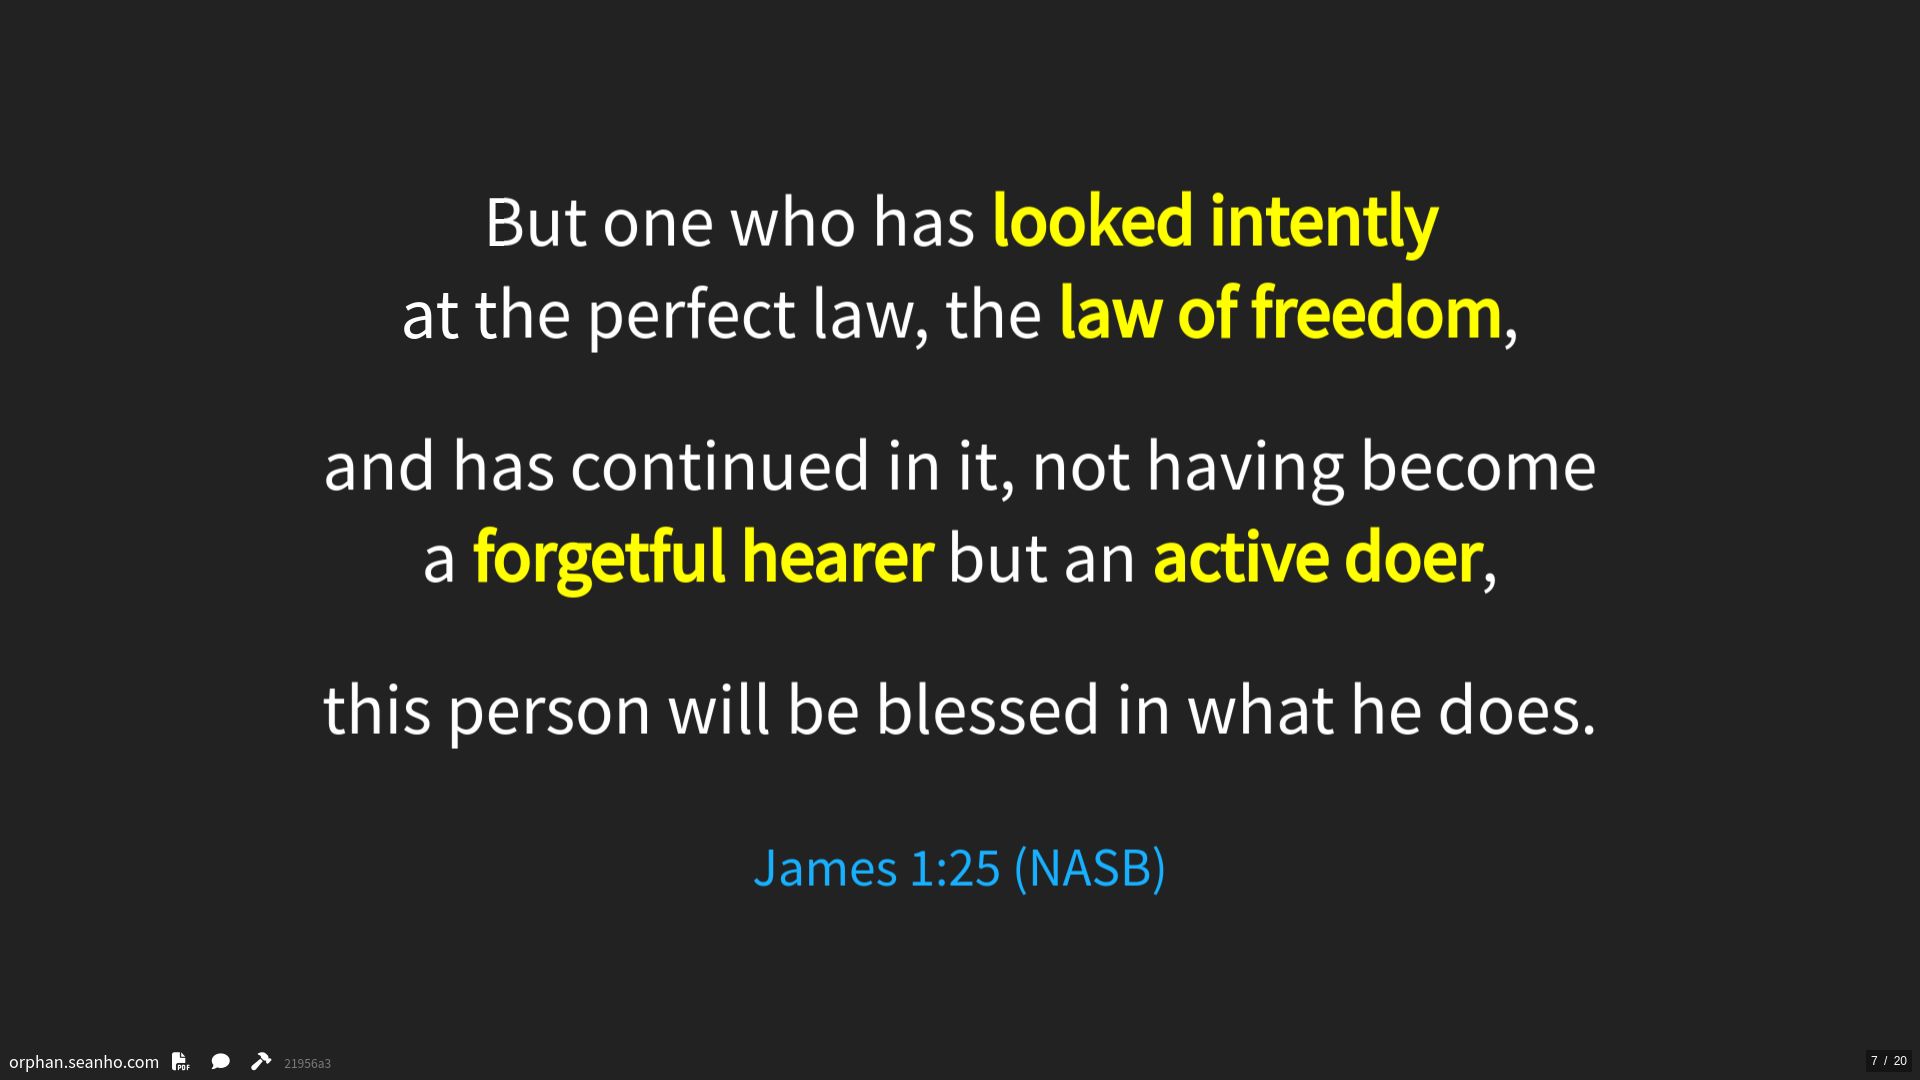 But one who has looked intently
at the perfect law, the law of freedom,
and has continued in it, not having become
a forgetful hearer but an active doer,
this person will be blessed in what he does.
James 1:25 (NASB)
orphan.seanho.com PDF 21956a3
7 / 20